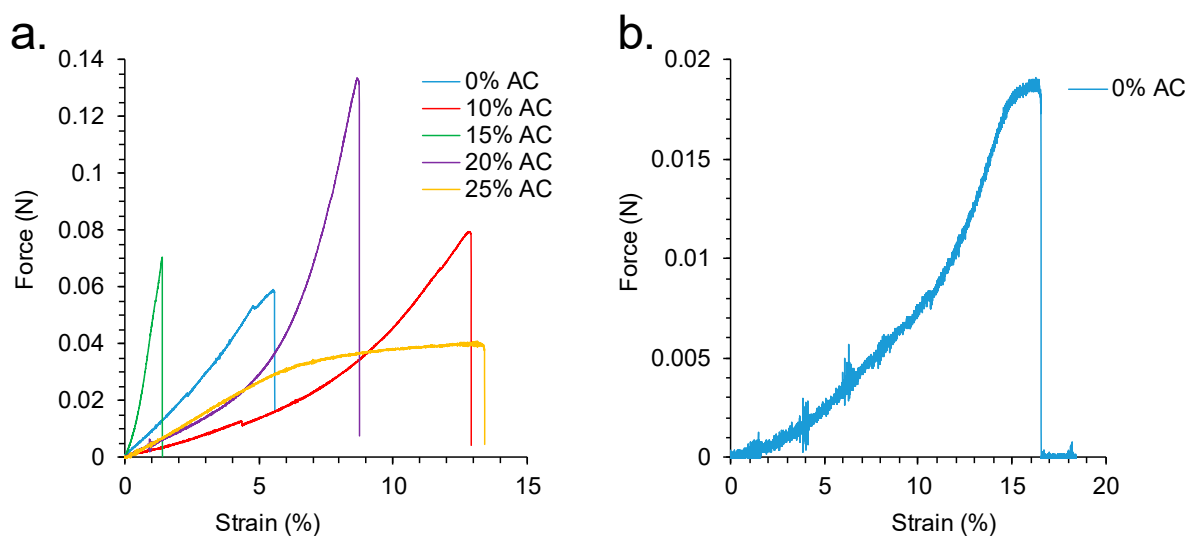 a.
0.14
0.12
0.1
0.08
0.06
0.04
0.02
0
Force (N)
0 5 10 15
Strain (%)
0% AC
10% AC
15% AC
20% AC
25% AC
b.
0.02
0.015
0.01
0.005
0
Force (N)
0 5 10 15 20
Strain (%)
0% AC